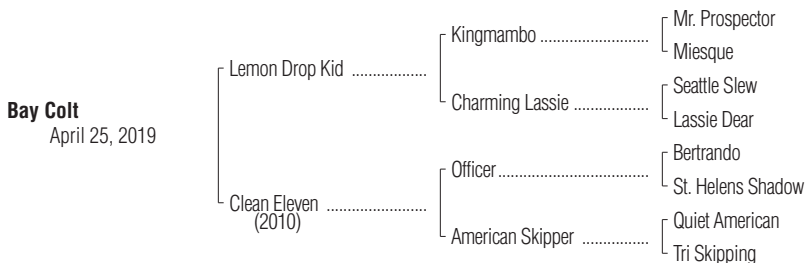 Mr. Prospector
Kingmambo ..............................
Miesque
Lemon Drop Kid .....................
Seattle Slew
Charming Lassie .....................
Lassie Dear
Bay Colt
April 25, 2019
Bertrando
Officer..........................................
St. Helens Shadow
Clean Eleven ............................
(2010)
Quiet American
American Skipper ..................
Tri Skipping